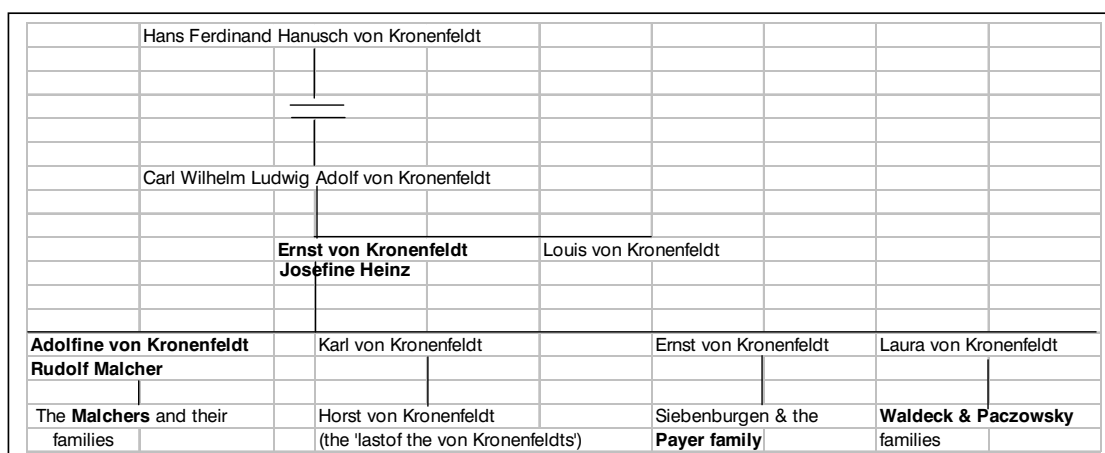 Hans Ferdinand Hanusch von Kronenfeldt
Carl Wilhelm Ludwig Adolf von Kronenfeldt
Ernst von Kronenfeldt Louis von Kronenfeldt
Josefine Heinz
Adolfine von Kronenfeldt Karl von Kronenfeldt Ernst von Kronenfeldt Laura von Kronenfeldt
Rudolf Malcher
The Malchers and their Horst von Kronenfeldt Siebenburgen & the Waldeck & Paczowsky
families (the 'lastof the von Kronenfeldts') Payer family families